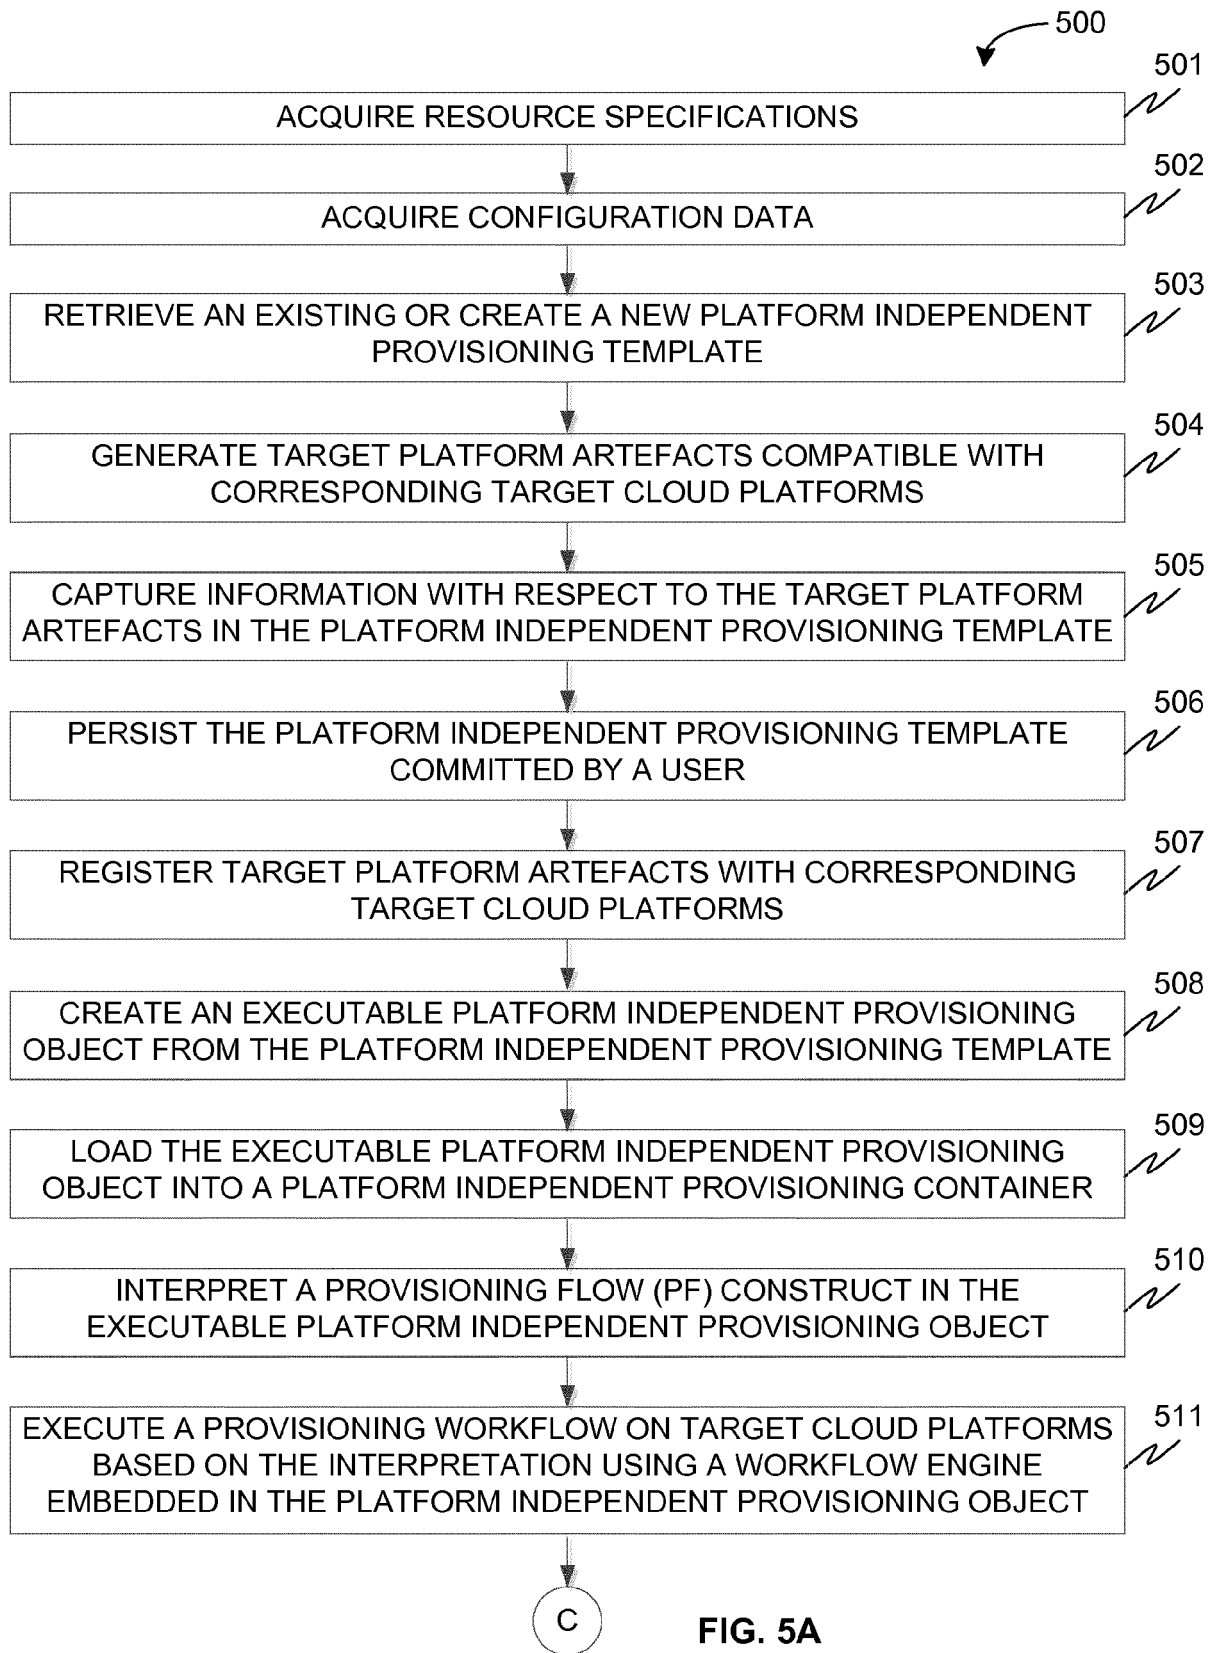 500
501
ACQUIRE RESOURCE SPECIFICATIONS
502
ACQUIRE CONFIGURATION DATA
503
RETRIEVE AN EXISTING OR CREATE A NEW PLATFORM INDEPENDENT
PROVISIONING TEMPLATE
504
GENERATE TARGET PLATFORM ARTEFACTS COMPATIBLE WITH
CORRESPONDING TARGET CLOUD PLATFORMS
505
CAPTURE INFORMATION WITH RESPECT TO THE TARGET PLATFORM
ARTEFACTS IN THE PLATFORM INDEPENDENT PROVISIONING TEMPLATE
506
PERSIST THE PLATFORM INDEPENDENT PROVISIONING TEMPLATE
COMMITTED BY A USER
507
REGISTER TARGET PLATFORM ARTEFACTS WITH CORRESPONDING
TARGET CLOUD PLATFORMS
508
CREATE AN EXECUTABLE PLATFORM INDEPENDENT PROVISIONING
OBJECT FROM THE PLATFORM INDEPENDENT PROVISIONING TEMPLATE
509
LOAD THE EXECUTABLE PLATFORM INDEPENDENT PROVISIONING
OBJECT INTO A PLATFORM INDEPENDENT PROVISIONING CONTAINER
510
INTERPRET A PROVISIONING FLOW (PF) CONSTRUCT IN THE
EXECUTABLE PLATFORM INDEPENDENT PROVISIONING OBJECT
511
EXECUTE A PROVISIONING WORKFLOW ON TARGET CLOUD PLATFORMS
BASED ON THE INTERPRETATION USING A WORKFLOW ENGINE
EMBEDDED IN THE PLATFORM INDEPENDENT PROVISIONING OBJECT
C
FIG. 5A